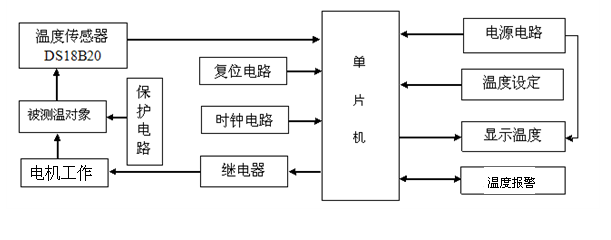 温度传感器
DS18B20
被测温对象
电机工作
保
护
电
路
复位电路
时钟电路
继电器
单
片
机
电源电路
温度设定
显示温度
温度报警